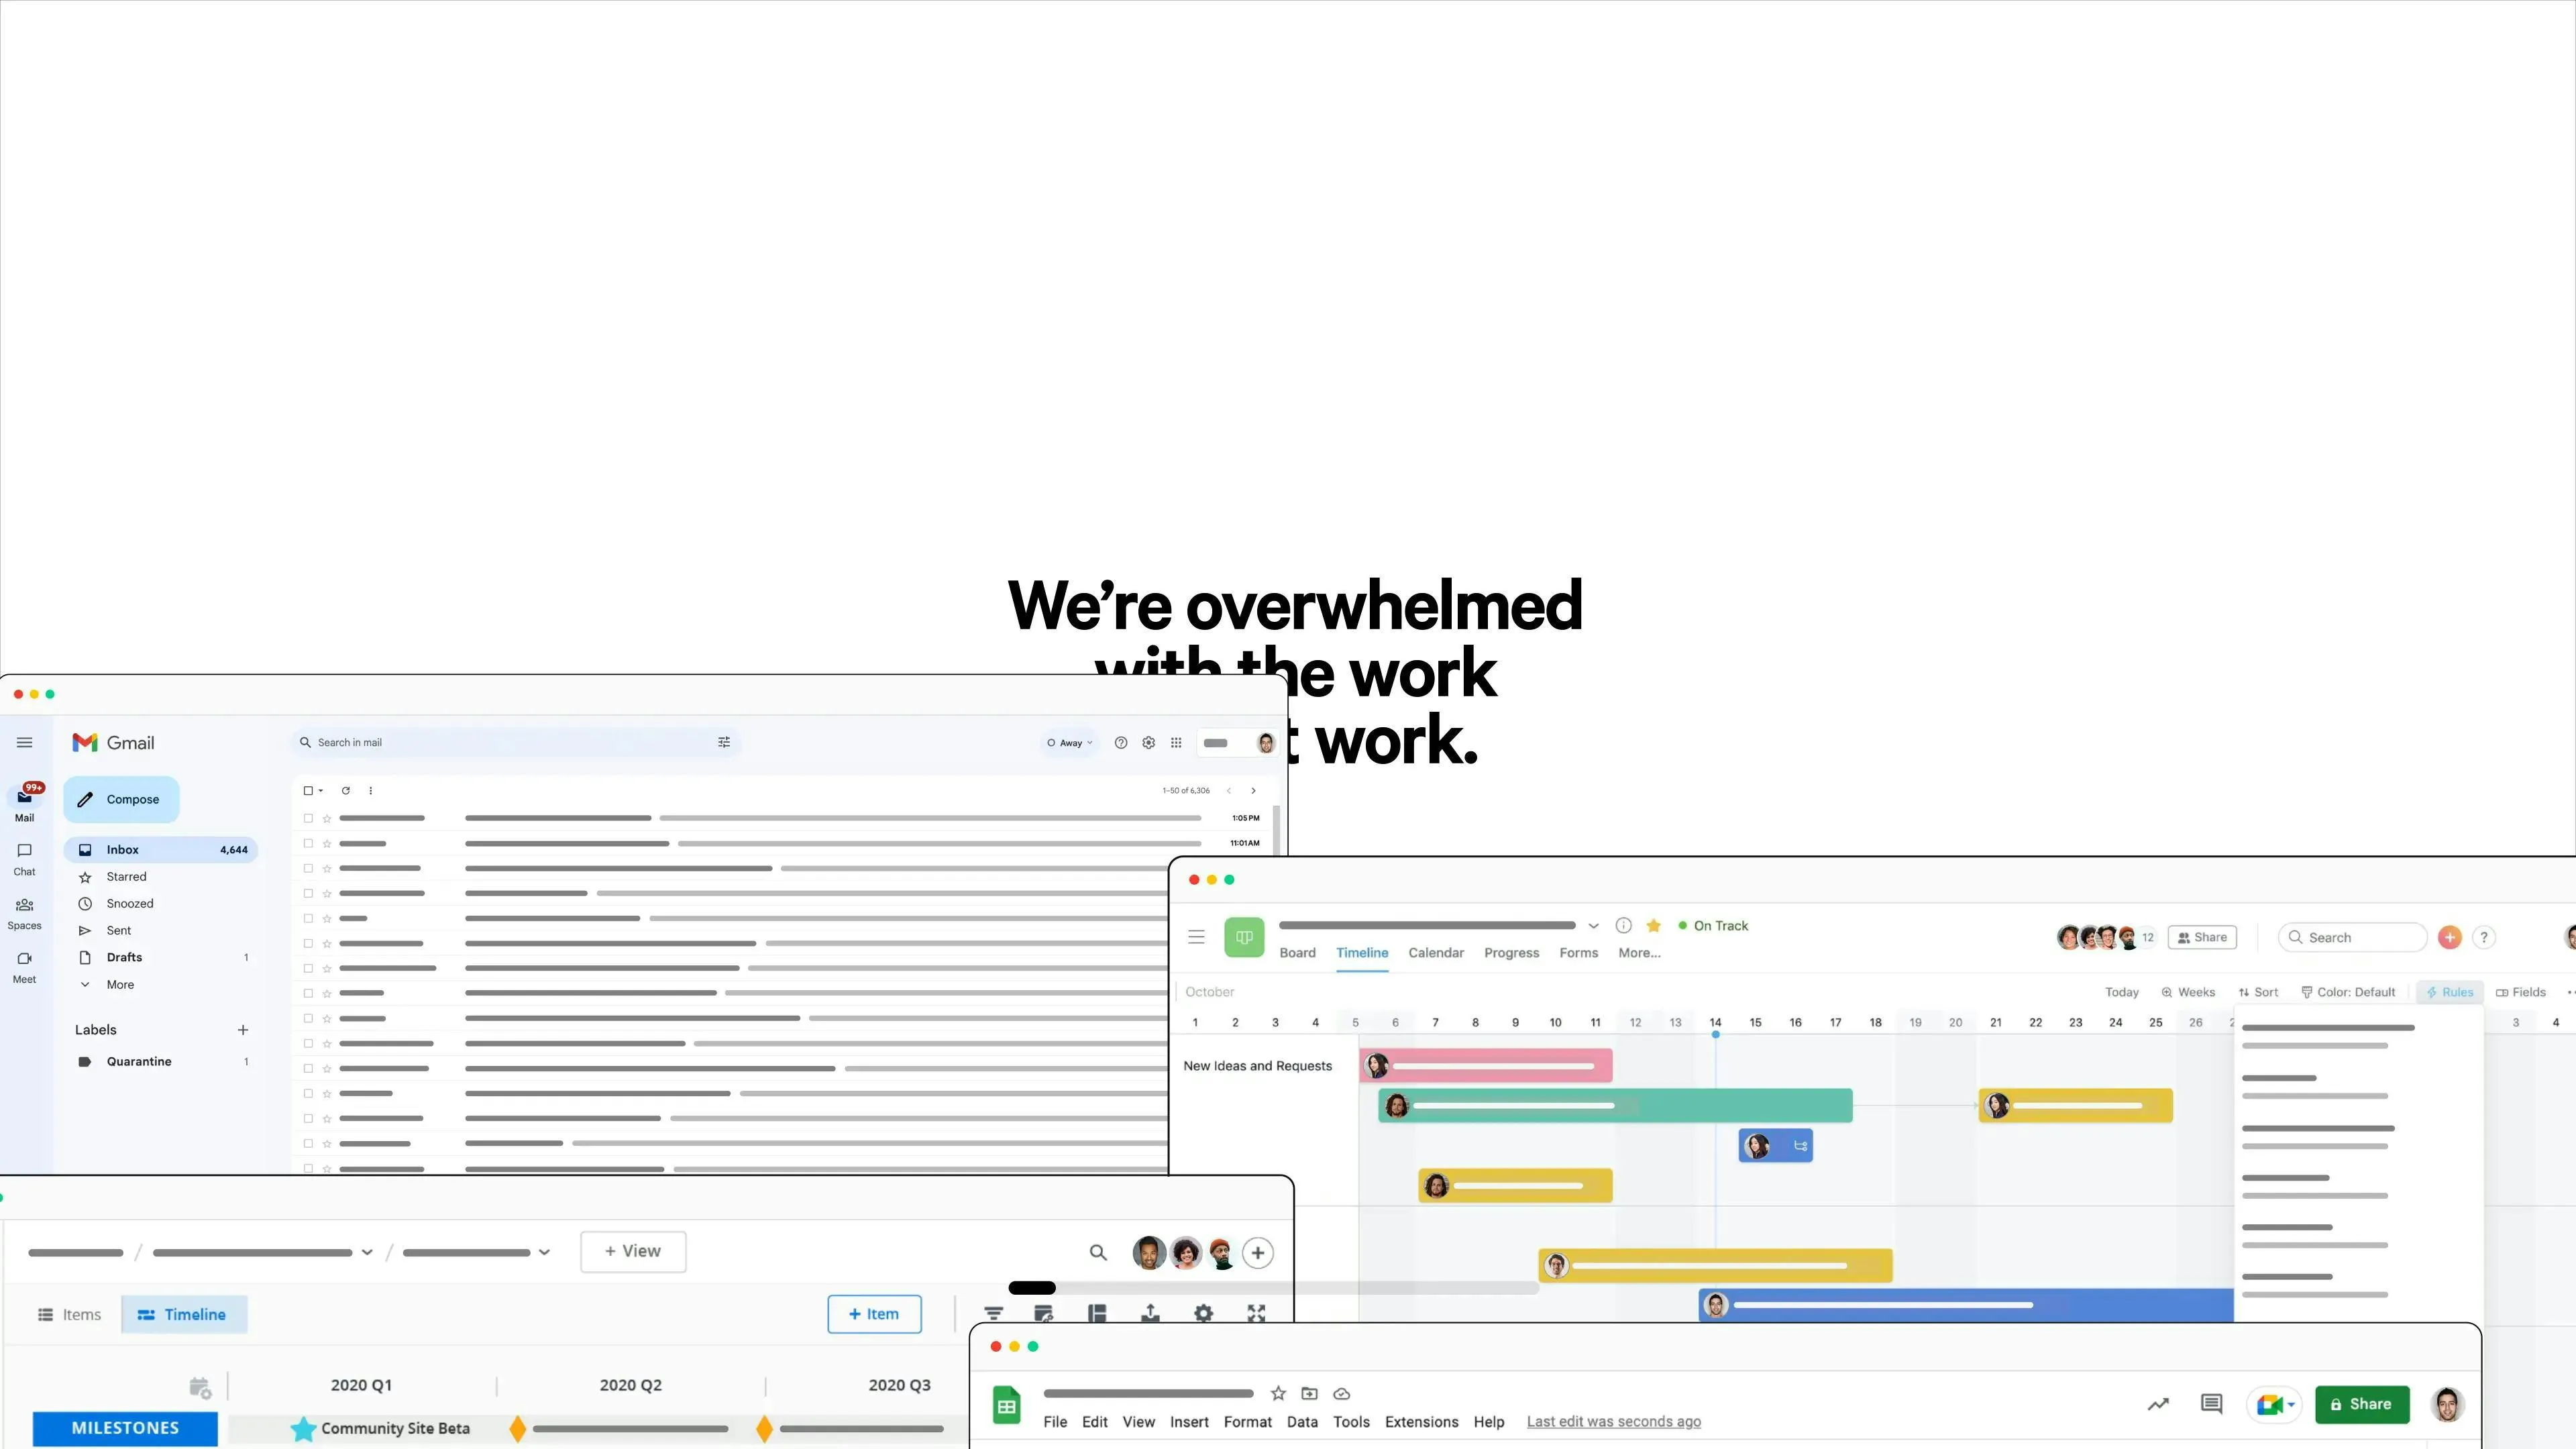 We're overwhelmed
the work
work.
Gmail
Search in mail
Away
99+
Mail
Compose
1-50 of 6,306
1:05 PM
Inbox 4,644
11:01 AM
Chat
Starred
Snoozed
Spaces
Sent
Drafts 1
Meet
More
Labels
Quarantine 1
On Track
Board Timeline Calendar Progress Forms More...
12 Share Search ?
October
Today Weeks Sort Color: Default Rules Fields
1 2 3 4 5 6 7 8 9 10 11 12 13 14 15 16 17 18 19 20 21 22 23 24 25 26 3 4
New Ideas and Requests
/ / + View
Items Timeline + Item
2020 Q1 2020 Q2 2020 Q3
MILESTONES Community Site Beta
File Edit View Insert Format Data Tools Extensions Help Last edit was seconds ago
Share